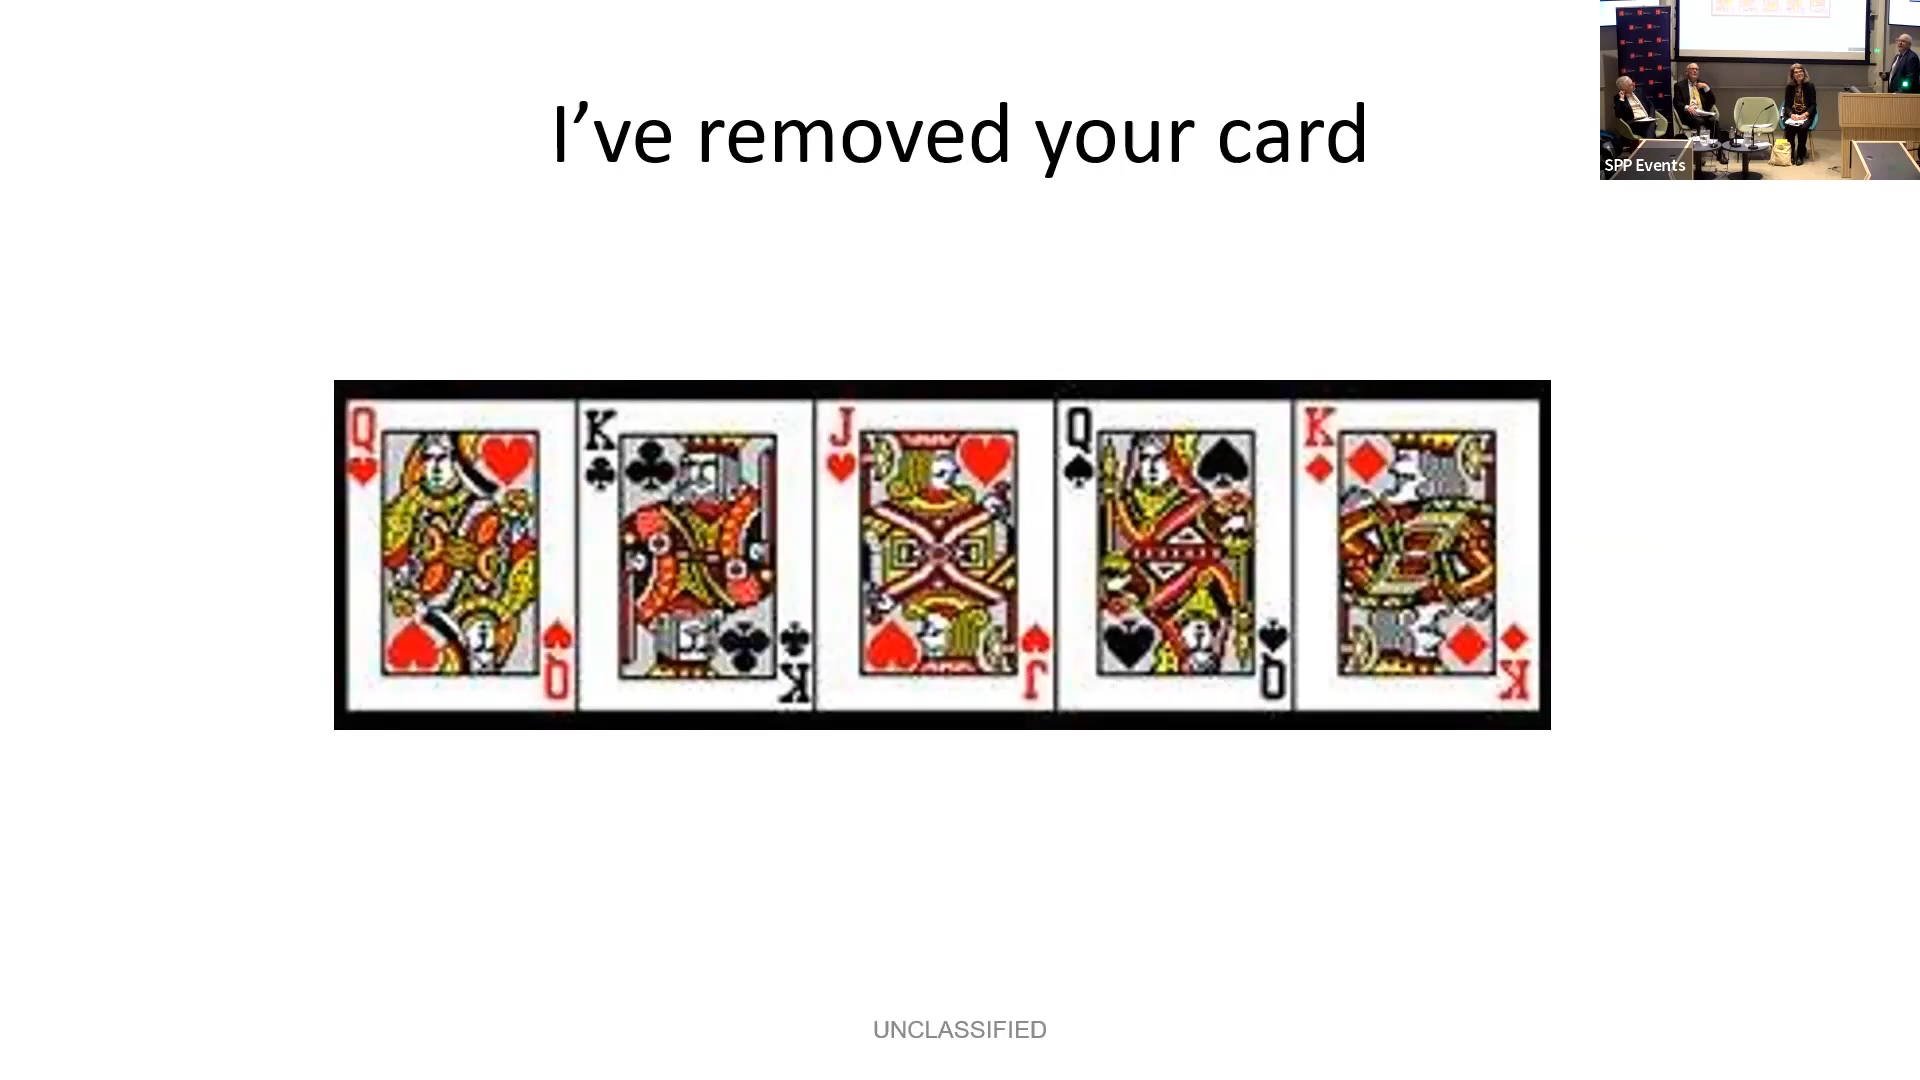 I’ve removed your card
SPP Events
Q K J Q K
Q K J Q K
UNCLASSIFIED